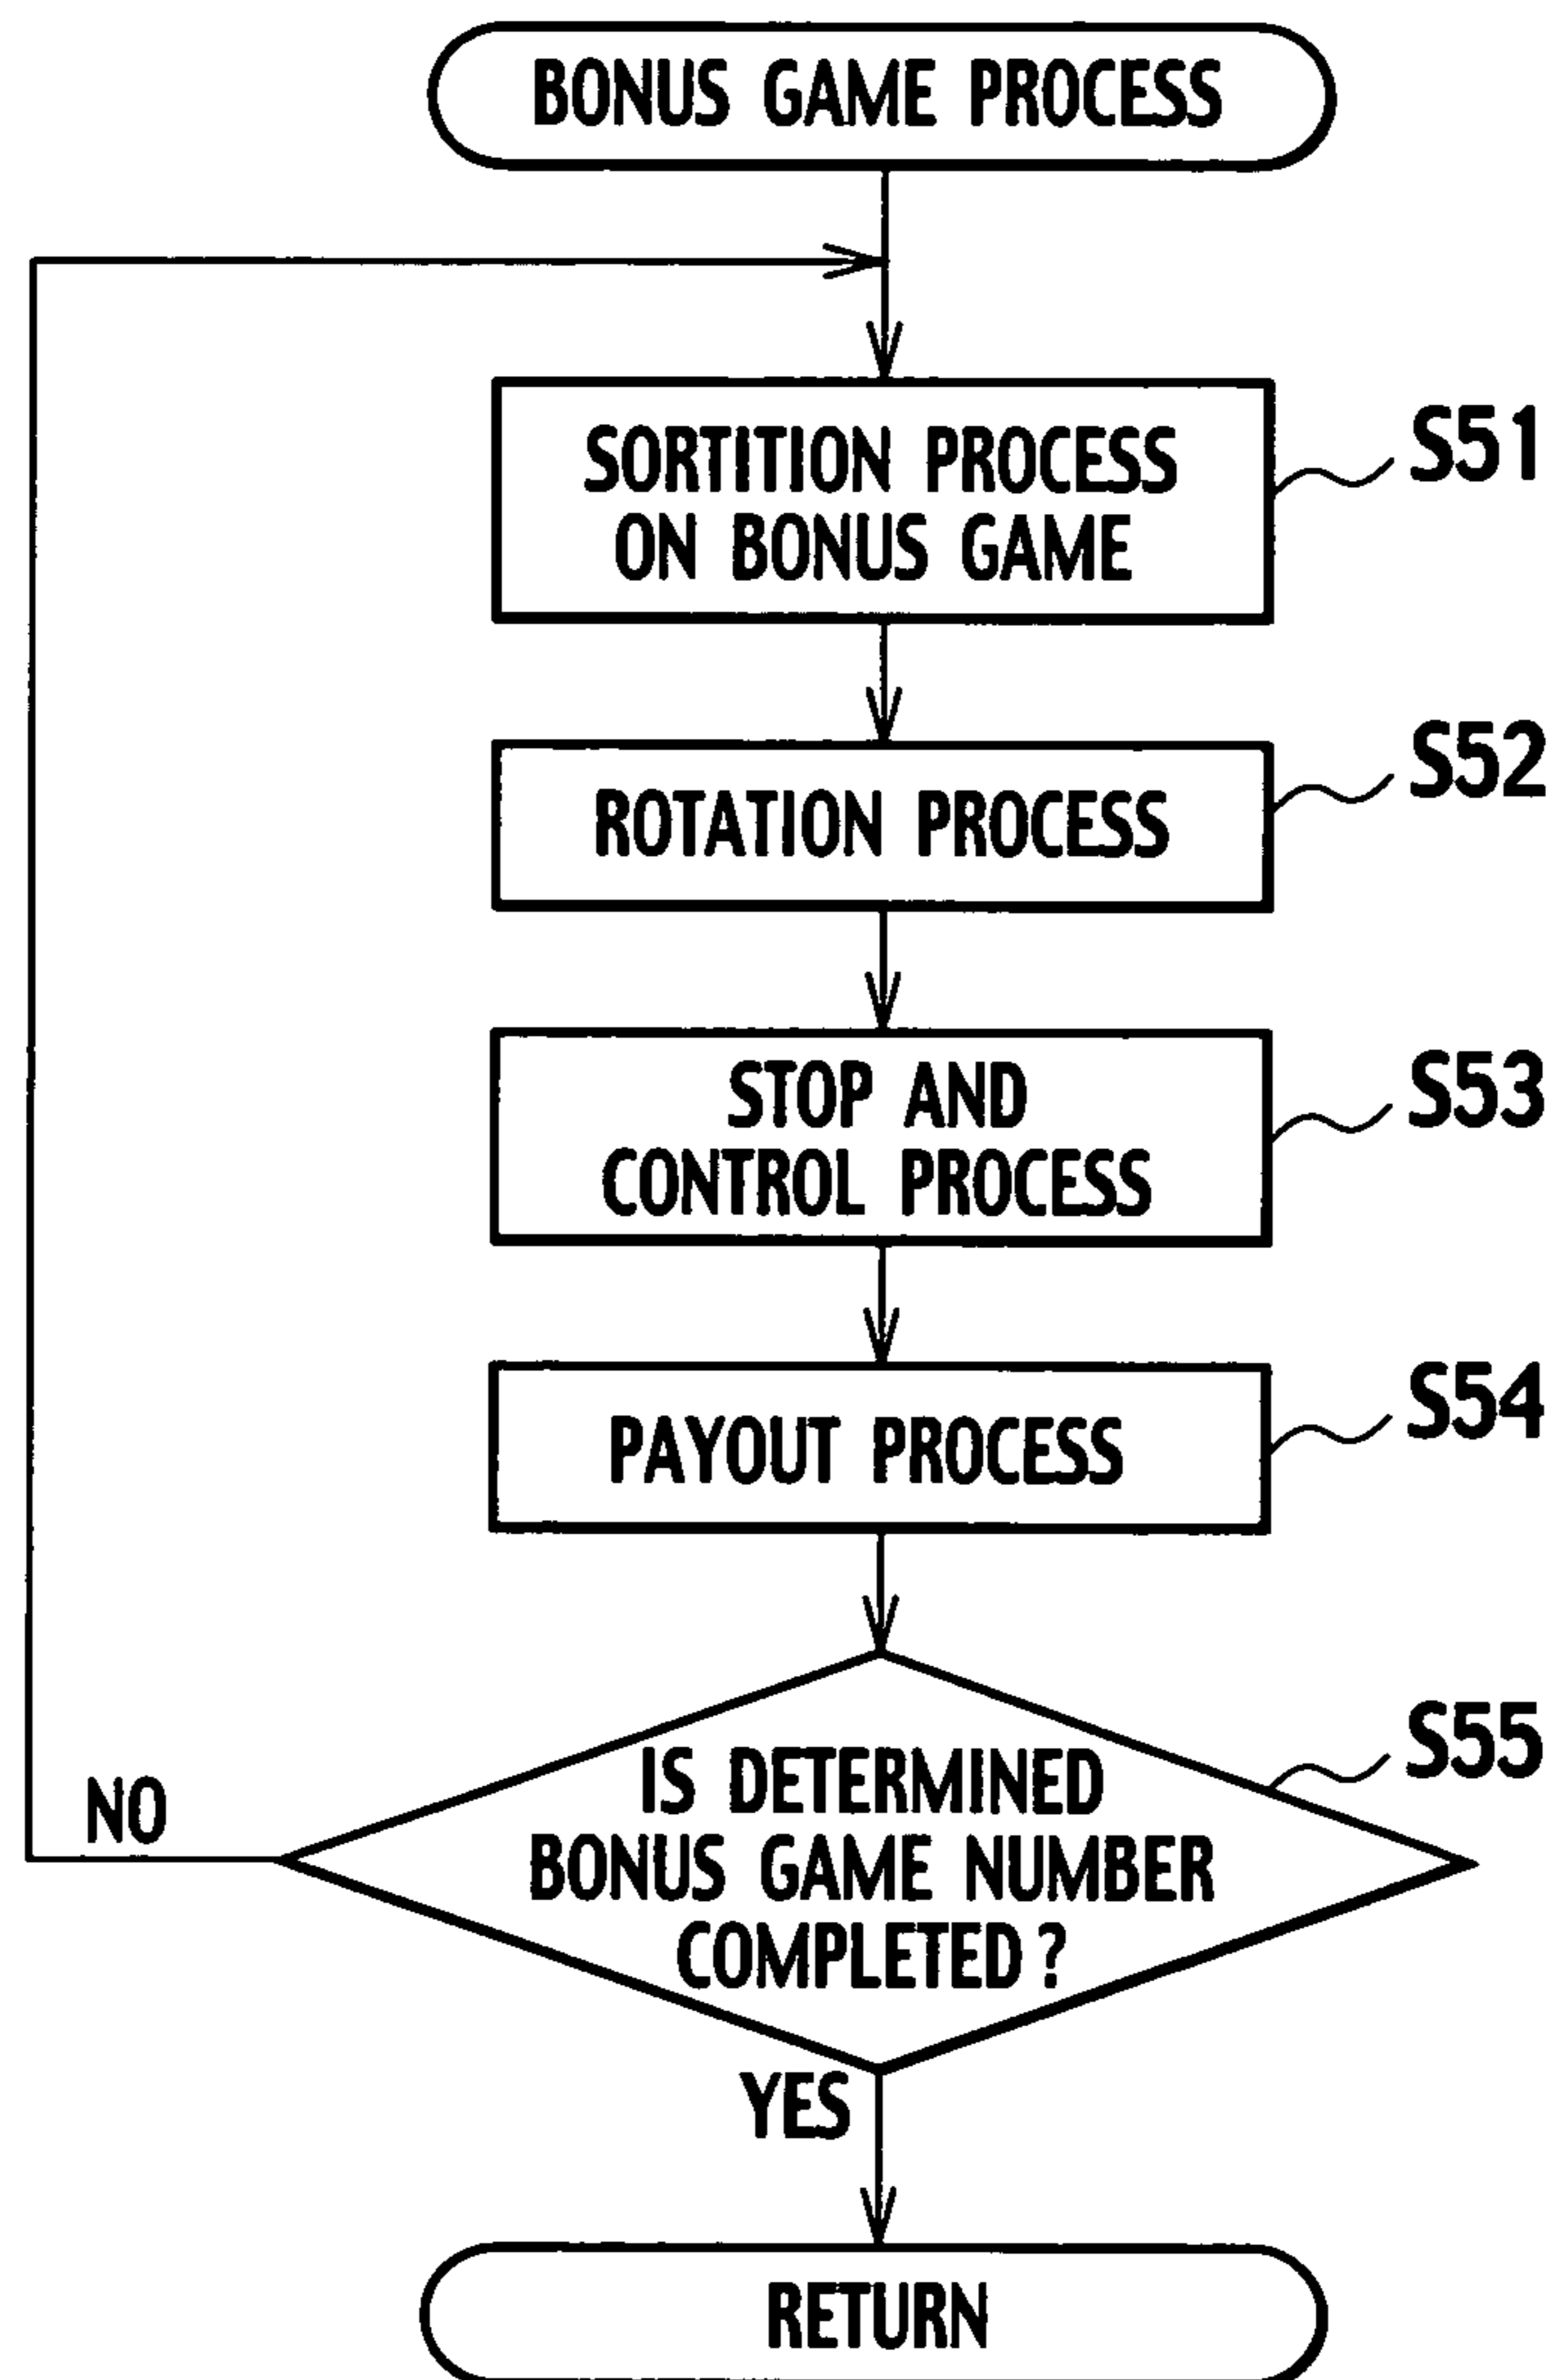 BONUS GAME PROCESS
SORTITION PROCESS
ON BONUS GAME
S51
ROTATION PROCESS
S52
STOP AND
CONTROL PROCESS
S53
PAYOUT PROCESS
S54
IS DETERMINED
BONUS GAME NUMBER
COMPLETED?
S55
NO
YES
RETURN